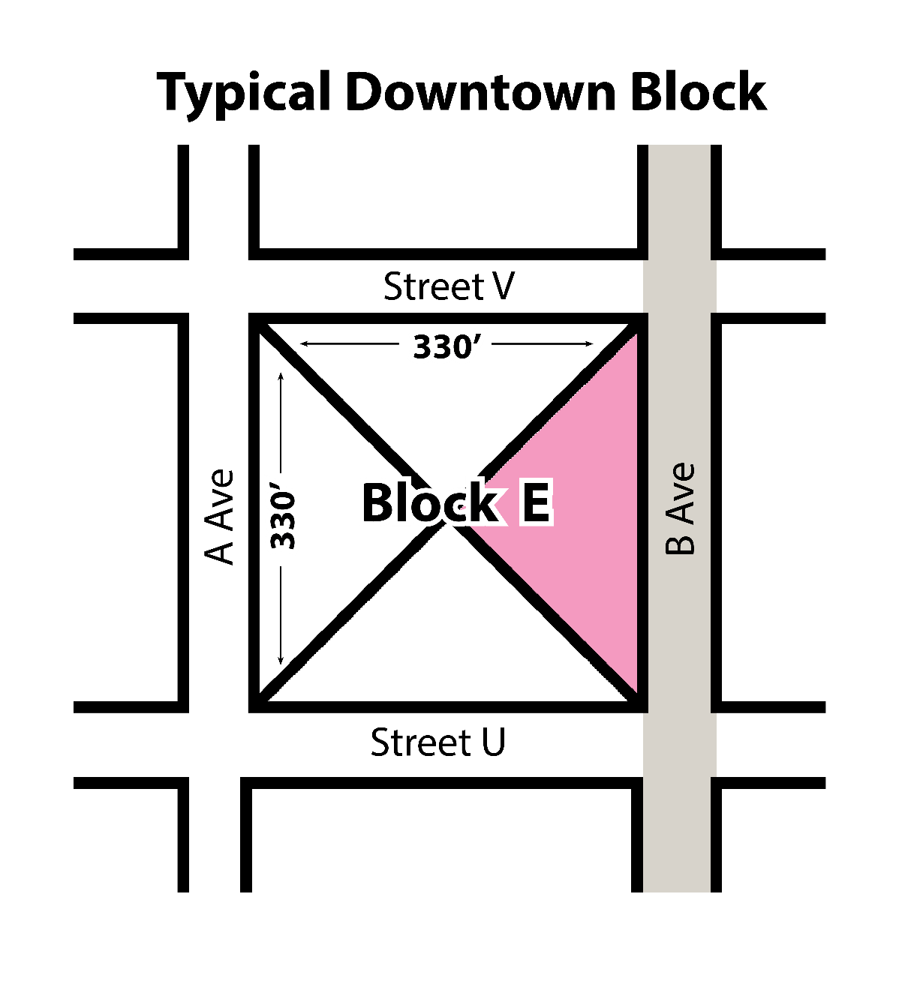 Typical Downtown Block
Street V
330’
330’
Block E
A Ave
B Ave
Street U